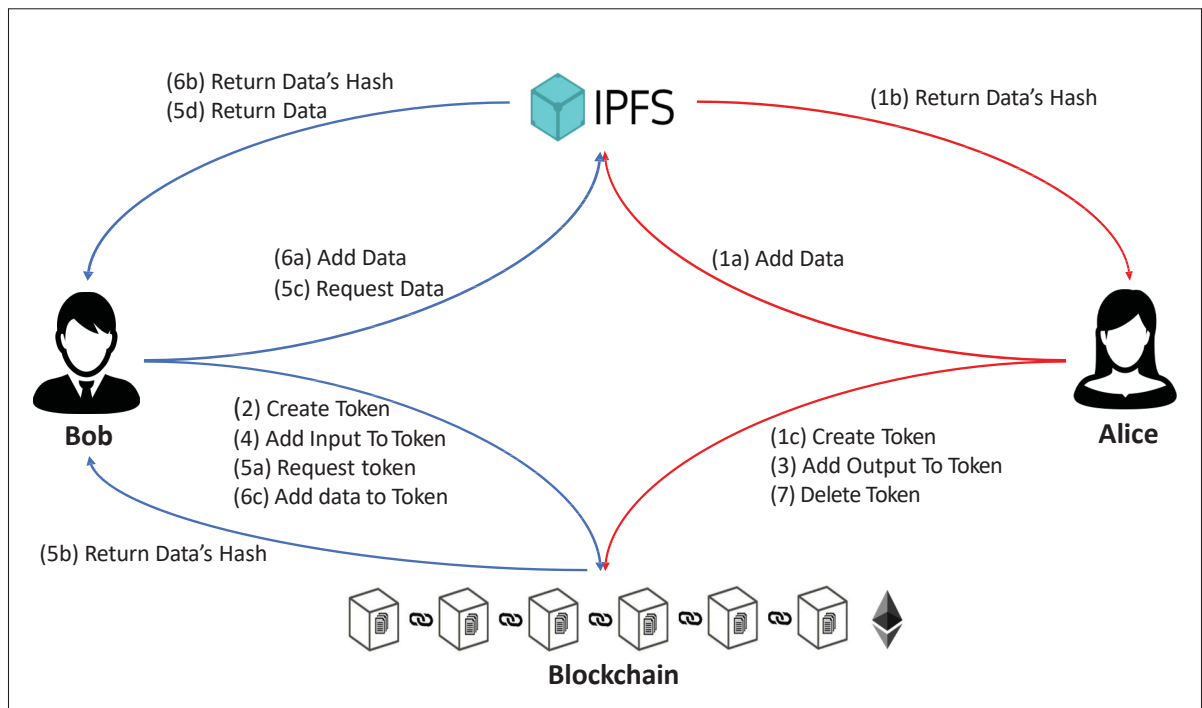 (6b) Return Data's Hash
(5d) Return Data
IPFS
(1b) Return Data's Hash
(6a) Add Data
(5c) Request Data
(1a) Add Data
Bob
Alice
(2) Create Token
(4) Add Input To Token
(5a) Request token
(6c) Add data to Token
(1c) Create Token
(3) Add Output To Token
(7) Delete Token
(5b) Return Data's Hash
Blockchain